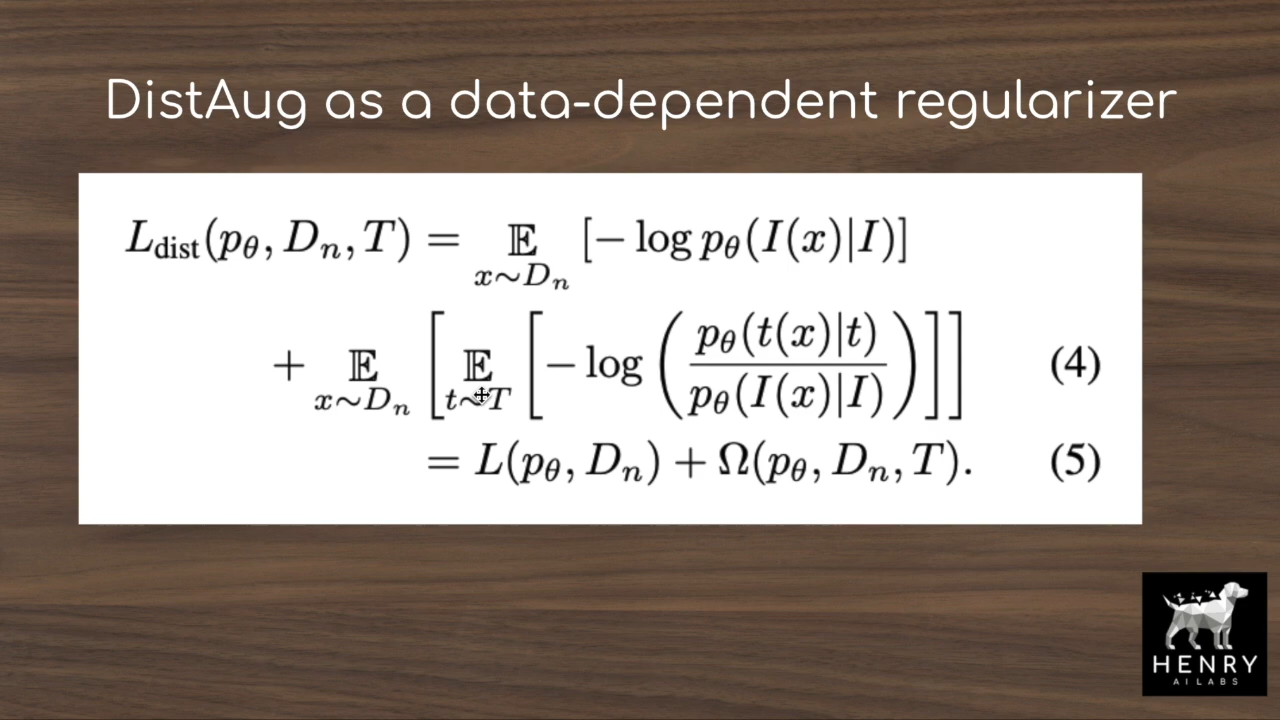 DistAug as a data-dependent regularizer
L_dist(p_θ, D_n, T) = 𝔼_{x∼D_n} [− log p_θ(I(x)|I)]
+ 𝔼_{x∼D_n} [ 𝔼_{t∼T} [ − log ( p_θ(t(x)|t) / p_θ(I(x)|I) ) ] ] (4)
= L(p_θ, D_n) + Ω(p_θ, D_n, T). (5)
HENRY
AI LABS